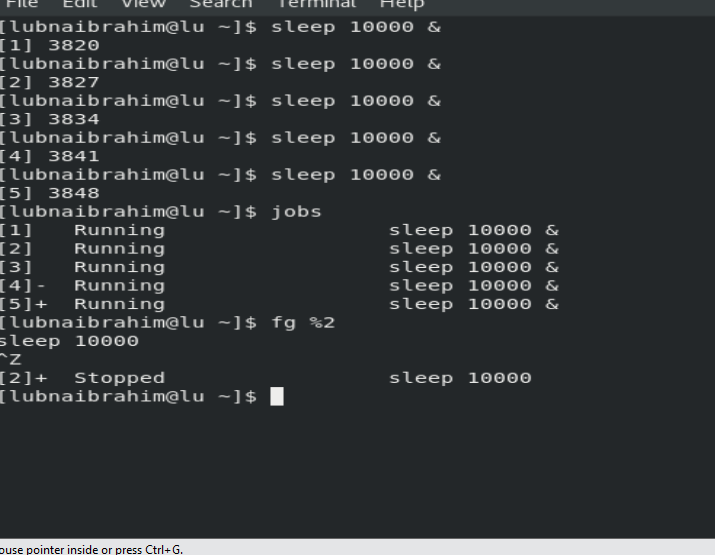 File Edit View Search Terminal Help
[lubnaibrahim@lu ~]$ sleep 10000 &
[1] 3820
[lubnaibrahim@lu ~]$ sleep 10000 &
[2] 3827
[lubnaibrahim@lu ~]$ sleep 10000 &
[3] 3834
[lubnaibrahim@lu ~]$ sleep 10000 &
[4] 3841
[lubnaibrahim@lu ~]$ sleep 10000 &
[5] 3848
[lubnaibrahim@lu ~]$ jobs
[1]   Running                 sleep 10000 &
[2]   Running                 sleep 10000 &
[3]   Running                 sleep 10000 &
[4]-  Running                 sleep 10000 &
[5]+  Running                 sleep 10000 &
[lubnaibrahim@lu ~]$ fg %2
sleep 10000
^Z
[2]+  Stopped                 sleep 10000
[lubnaibrahim@lu ~]$
ouse pointer inside or press Ctrl+G.